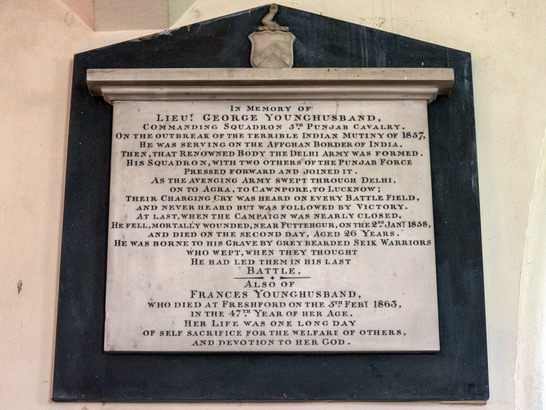 In Memory of
Lieut. George Younghusband,
Commanding Squadron 5th Punjab Cavalry.
On the outbreak of the terrible Indian Mutiny of 1857,
He was serving on the Affghan Border of India.
Then, that Renowned Body the Delhi Army was formed.
His Squadron, with two others of the Punjab Force
Pressed forward and joined it.
As the avenging Army swept through Delhi,
on to Agra, to Cawnpore, to Lucknow;
Their Charging Cry was heard on every Battle Field,
and never heard but was followed by Victory.
At last, when the Campaign was nearly closed,
He fell, mortally wounded, near Futtehgur, on the 2nd Jany 1858,
and died on the second day, aged 26 Years.
He was borne to his Grave by grey bearded Seik Warriors
who wept, when they thought
He had led them in his last
Battle.
Also of
Frances Younghusband,
who died at Freshford on the 5th Feby 1863,
in the 47th Year of her Age.
Her Life was one long day
of self sacrifice for the welfare of others,
and devotion to her God.